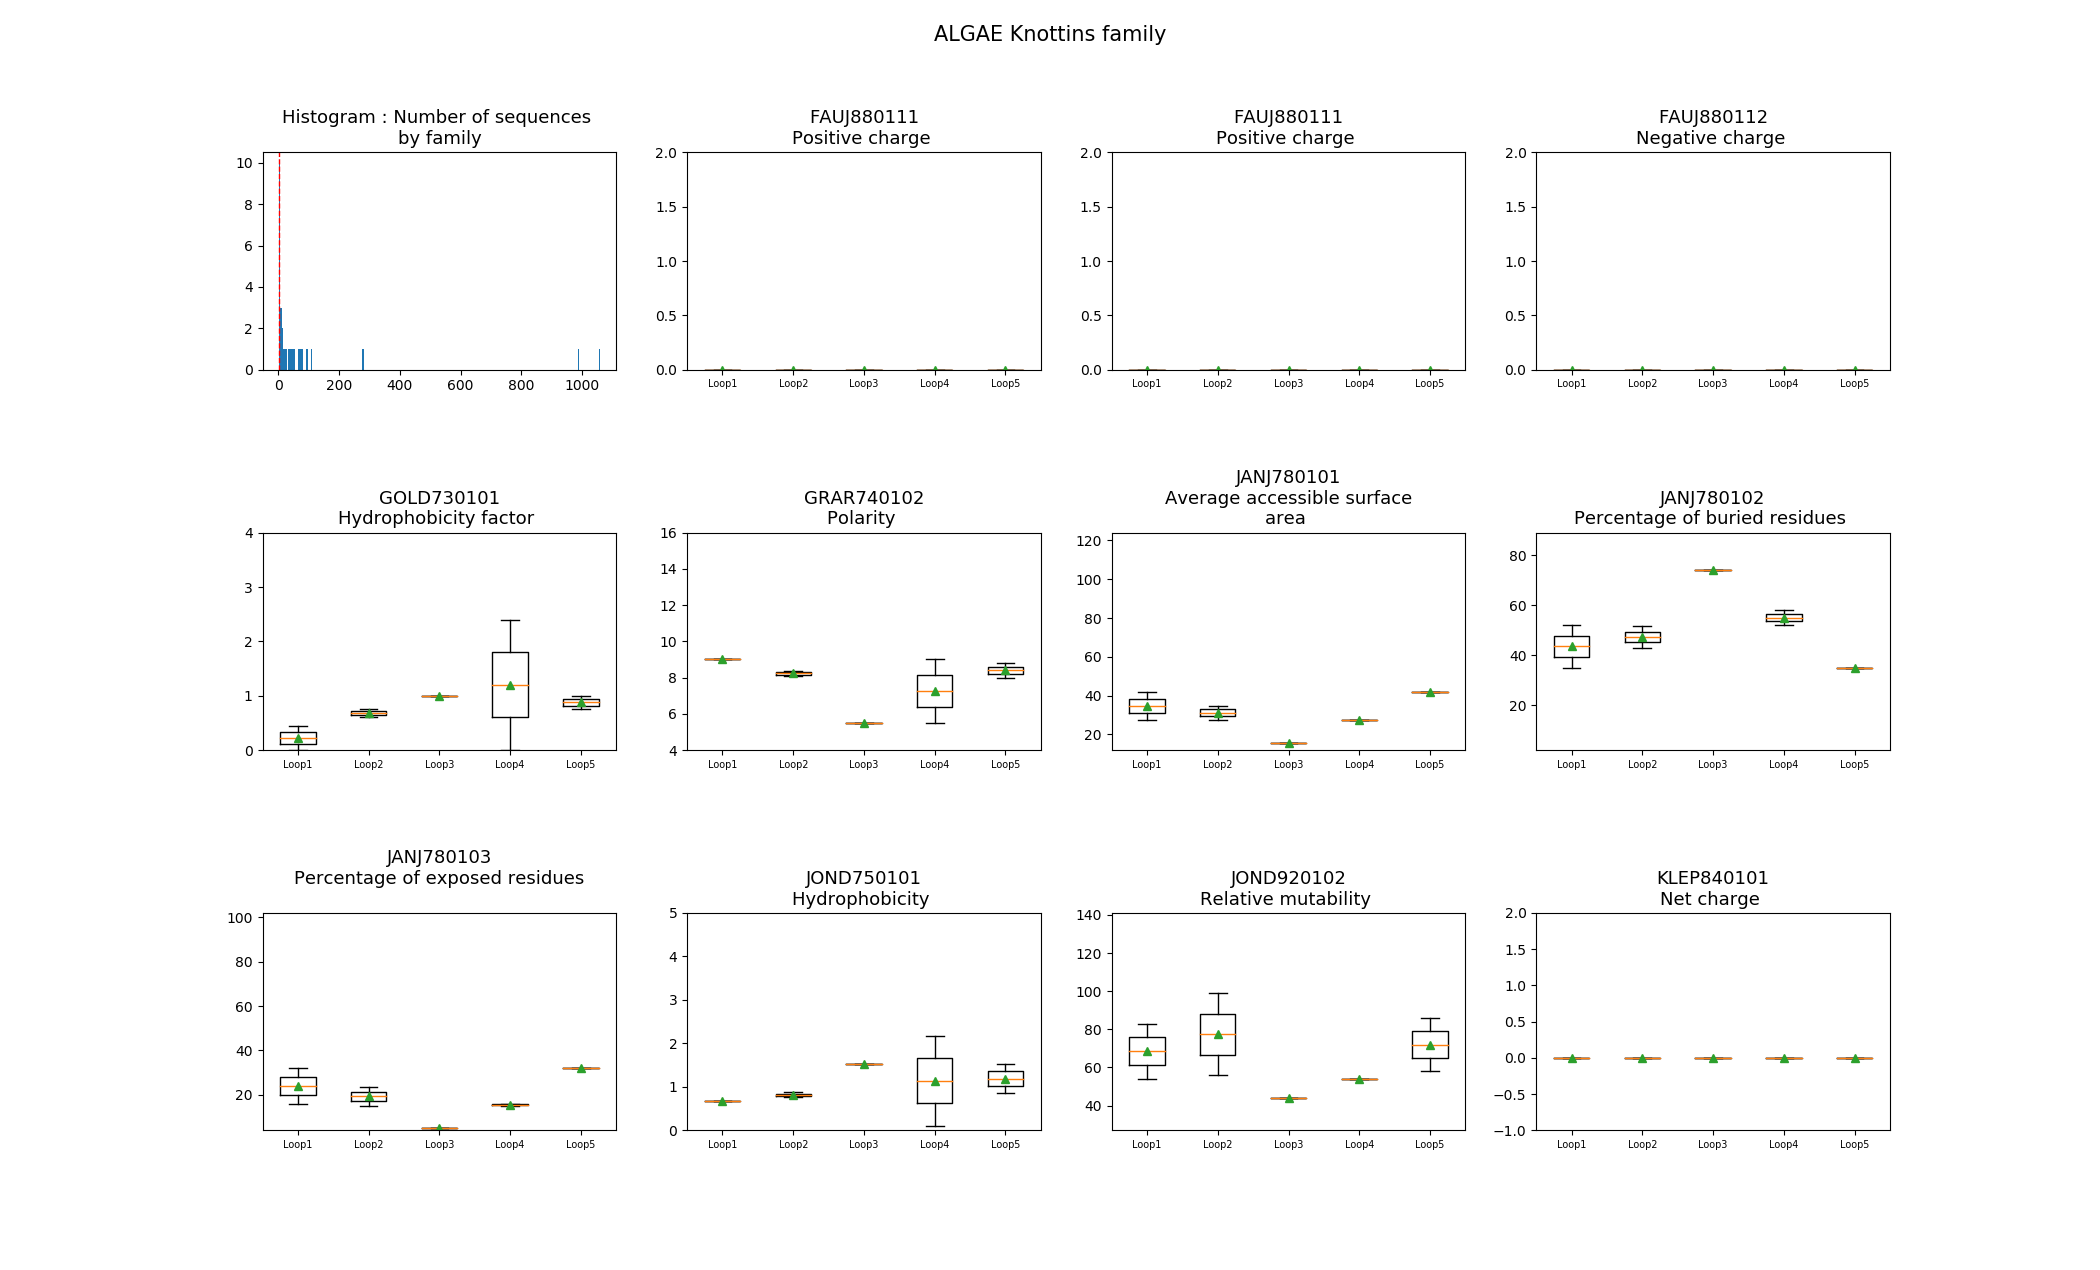 ALGAE Knottins family
Histogram : Number of sequences
by family
10
8
6
4
2
0
0 200 400 600 800 1000
FAUJ880111
Positive charge
2.0
1.5
1.0
0.5
0.0
Loop1 Loop2 Loop3 Loop4 Loop5
FAUJ880111
Positive charge
2.0
1.5
1.0
0.5
0.0
Loop1 Loop2 Loop3 Loop4 Loop5
FAUJ880112
Negative charge
2.0
1.5
1.0
0.5
0.0
Loop1 Loop2 Loop3 Loop4 Loop5
GOLD730101
Hydrophobicity factor
4
3
2
1
0
Loop1 Loop2 Loop3 Loop4 Loop5
GRAR740102
Polarity
16
14
12
10
8
6
4
Loop1 Loop2 Loop3 Loop4 Loop5
JANJ780101
Average accessible surface
area
120
100
80
60
40
20
Loop1 Loop2 Loop3 Loop4 Loop5
JANJ780102
Percentage of buried residues
80
60
40
20
Loop1 Loop2 Loop3 Loop4 Loop5
JANJ780103
Percentage of exposed residues
100
80
60
40
20
Loop1 Loop2 Loop3 Loop4 Loop5
JOND750101
Hydrophobicity
5
4
3
2
1
0
Loop1 Loop2 Loop3 Loop4 Loop5
JOND920102
Relative mutability
140
120
100
80
60
40
Loop1 Loop2 Loop3 Loop4 Loop5
KLEP840101
Net charge
2.0
1.5
1.0
0.5
0.0
−0.5
−1.0
Loop1 Loop2 Loop3 Loop4 Loop5